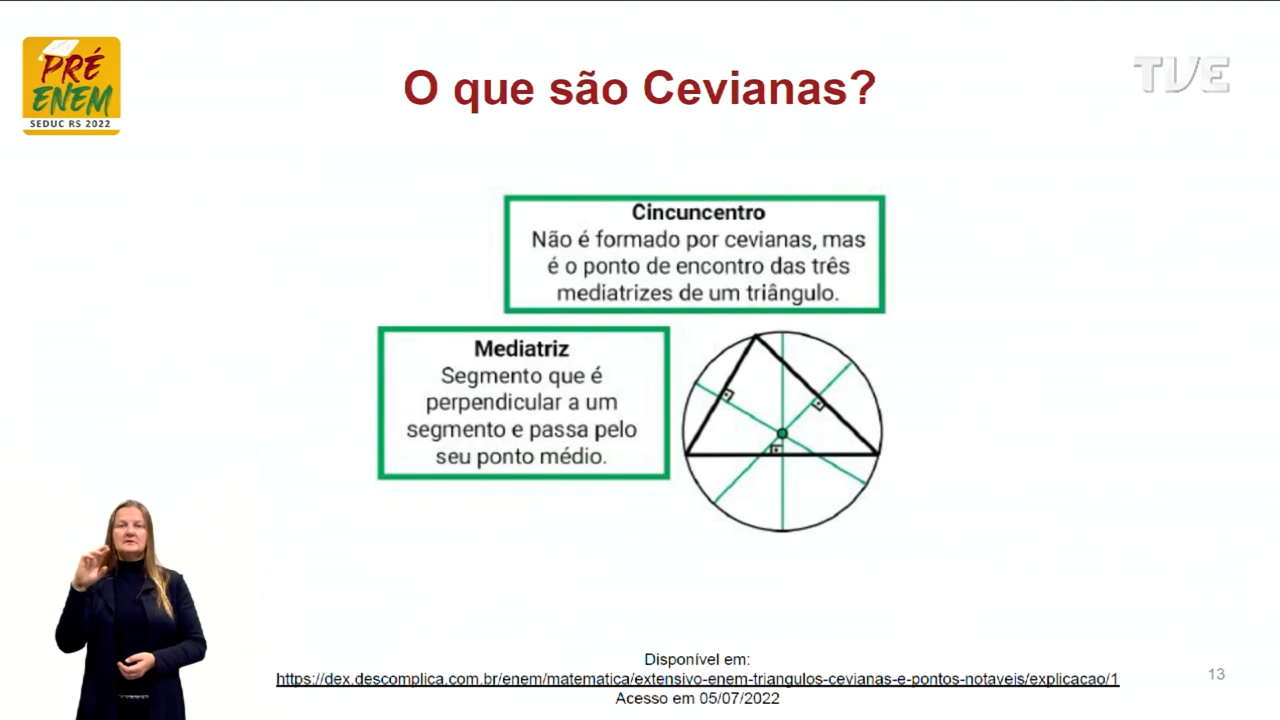 PRÉ
ENEM
SEDUC RS 2022
O que são Cevianas?
TVE
Cincuncentro
Não é formado por cevianas, mas
é o ponto de encontro das três
mediatrizes de um triângulo.
Mediatriz
Segmento que é
perpendicular a um
segmento e passa pelo
seu ponto médio.
Disponível em:
https://dex.descomplica.com.br/enem/matematica/extensivo-enem-triangulos-cevianas-e-pontos-notaveis/explicacao/1
Acesso em 05/07/2022
13